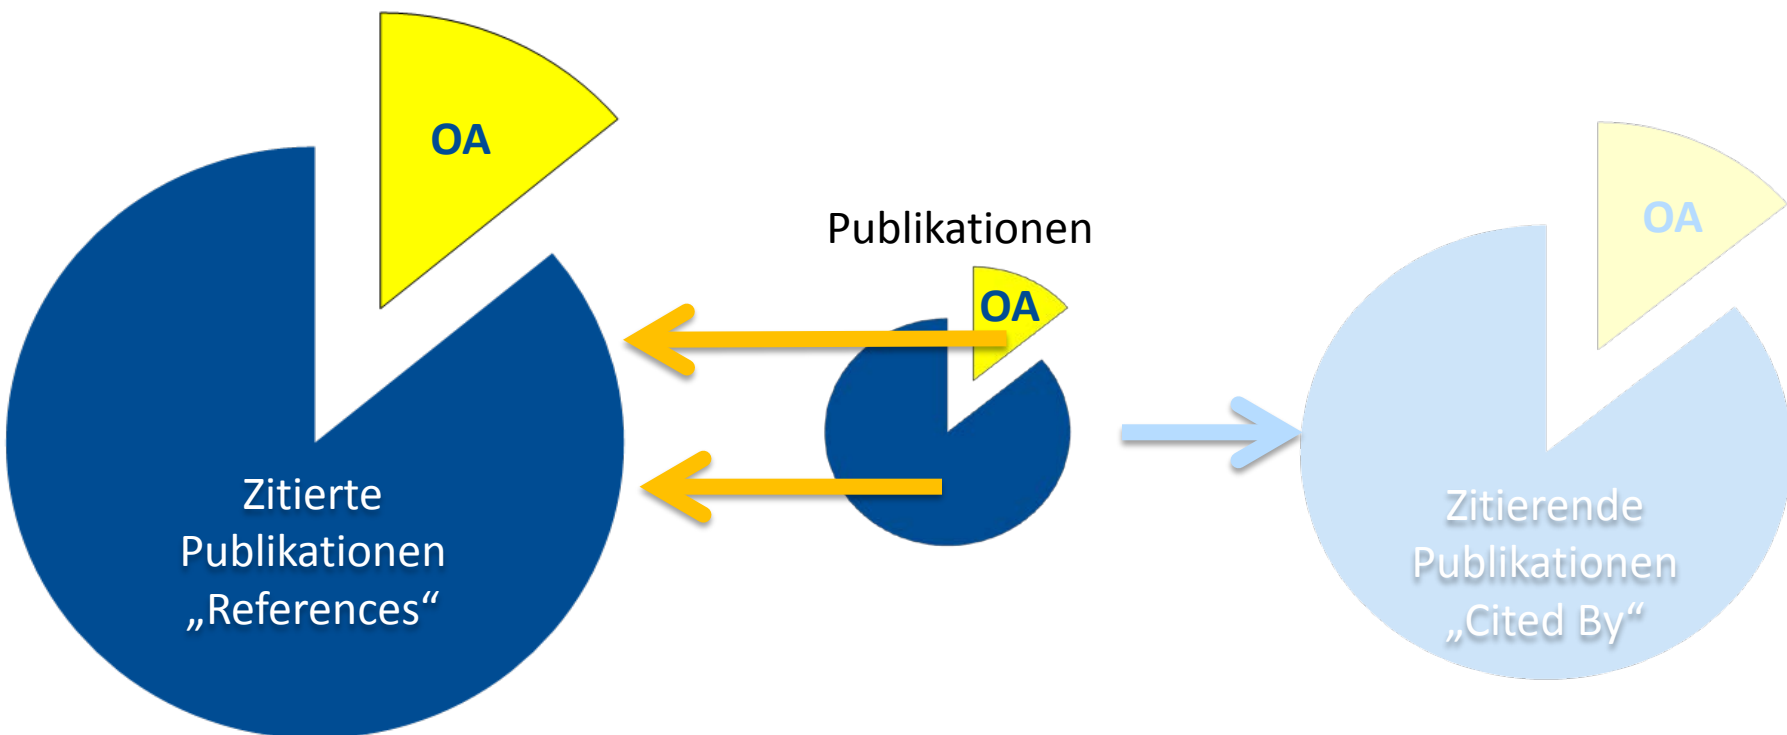 OA
Zitierte
Publikationen
„References“
Publikationen
OA
OA
Zitierende
Publikationen
„Cited By“